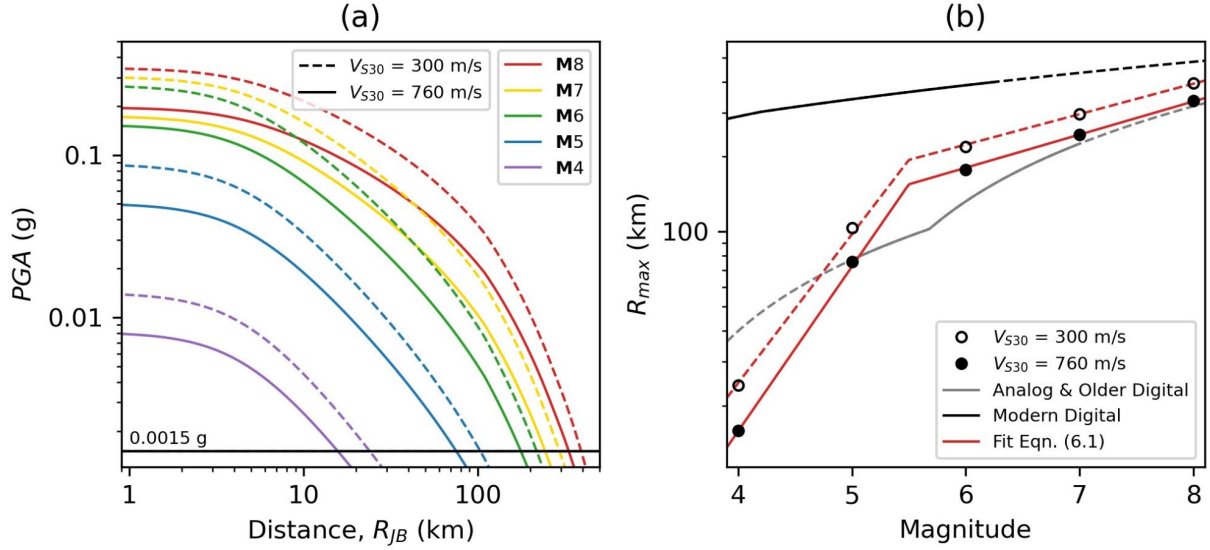 (a)
V_S30 = 300 m/s
V_S30 = 760 m/s
M8
M7
M6
M5
M4
0.1
0.01
PGA (g)
0.0015 g
1
10
100
Distance, R_JB (km)
(b)
100
R_max (km)
V_S30 = 300 m/s
V_S30 = 760 m/s
Analog & Older Digital
Modern Digital
Fit Eqn. (6.1)
4
5
6
7
8
Magnitude